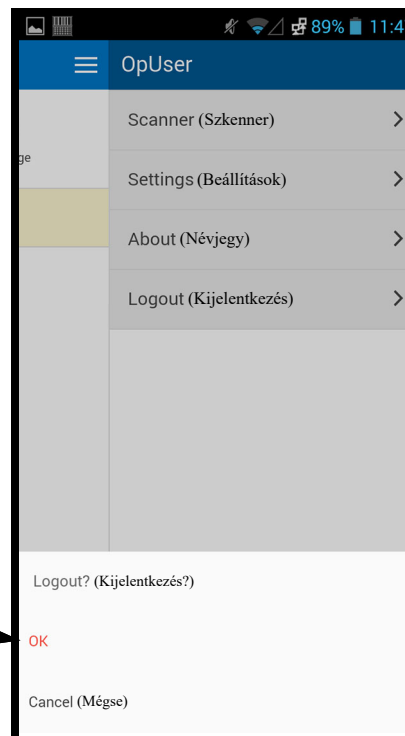 89% 11:4
OpUser
ge
Scanner (Szkenner)
Settings (Beállítások)
About (Névjegy)
Logout (Kijelentkezés)
Logout? (Kijelentkezés?)
OK
Cancel (Mégse)